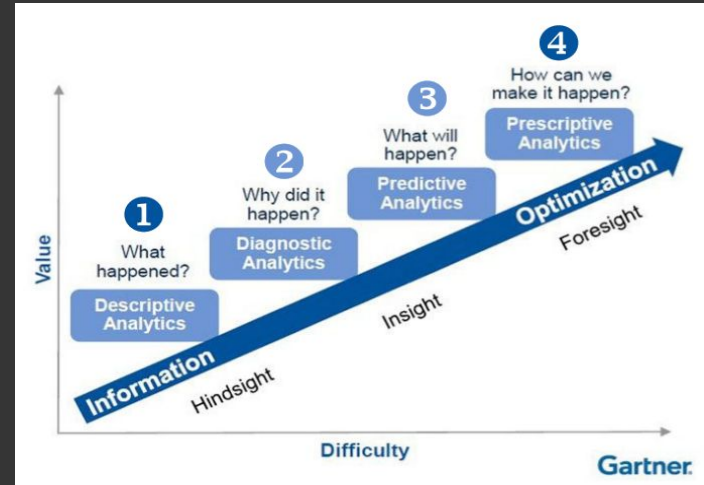 4
How can we
make it happen?
Prescriptive
Analytics
3
What will
happen?
Predictive
Analytics
2
Why did it
happen?
Diagnostic
Analytics
1
What
happened?
Descriptive
Analytics
Information
Optimization
Hindsight
Insight
Foresight
Value
Difficulty
Gartner.